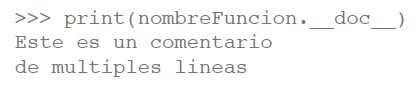 >>> print(nombreFuncion.__doc__)
Este es un comentario
de multiples lineas